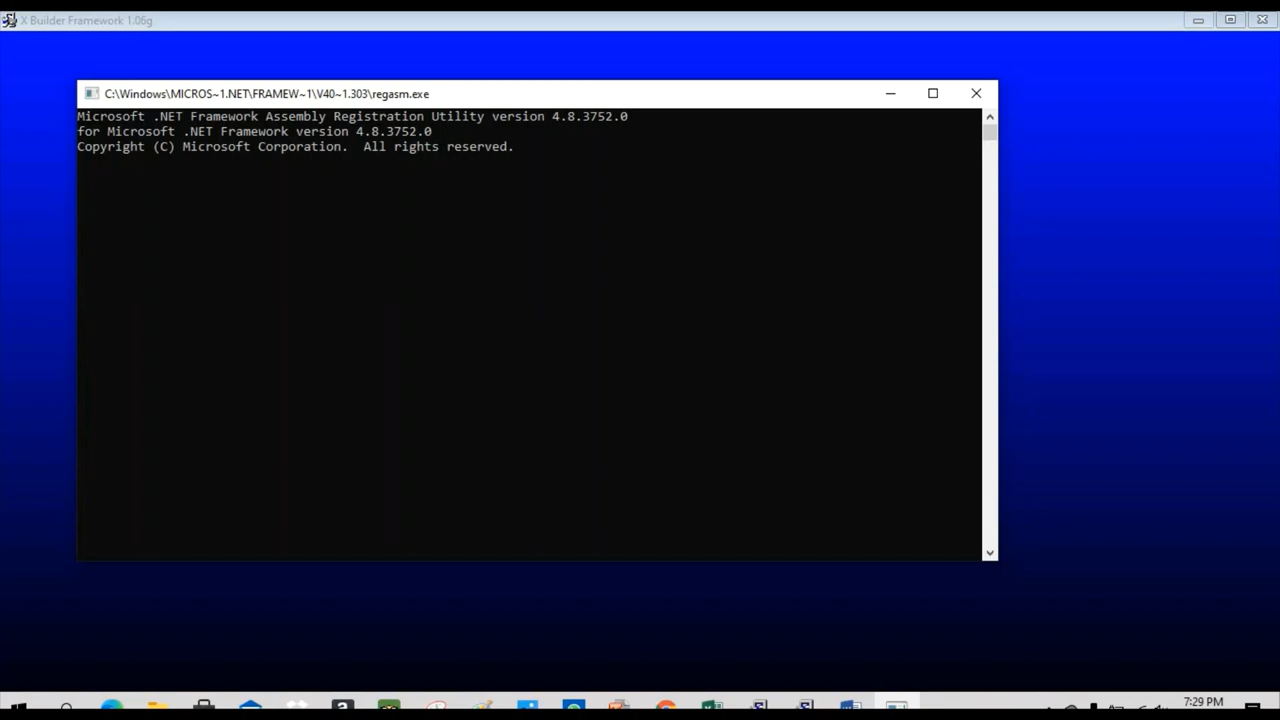 X Builder Framework 1.06g
C:\Windows\MICROS~1.NET\FRAMEW~1\V40~1.303\regasm.exe
Microsoft .NET Framework Assembly Registration Utility version 4.8.3752.0
for Microsoft .NET Framework version 4.8.3752.0
Copyright (C) Microsoft Corporation.  All rights reserved.
7:29 PM